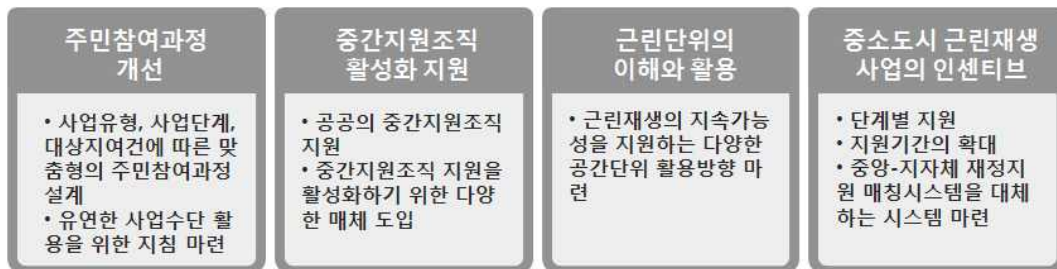 주민참여과정
개선
• 사업유형, 사업단계,
대상지여건에 따른 맞
춤형의 주민참여과정
설계
• 유연한 사업수단 활
용을 위한 지침 마련
중간지원조직
활성화 지원
• 공공의 중간지원조직
지원
• 중간지원조직 지원을
활성화하기 위한 다양
한 매체 도입
근린단위의
이해와 활용
• 근린재생의 지속가능
성을 지원하는 다양한
공간단위 활용방향 마
련
중소도시 근린재생
사업의 인센티브
• 단계별 지원
• 지원기간의 확대
• 중앙-지자체 재정지
원 매칭시스템을 대체
하는 시스템 마련